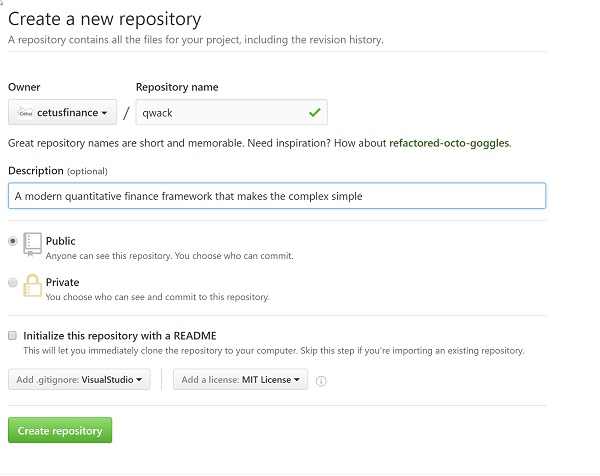 Create a new repository
A repository contains all the files for your project, including the revision history.
Owner Repository name
Cetus cetusfinance / qwack
Great repository names are short and memorable. Need inspiration? How about refactored-octo-goggles.
Description (optional)
A modern quantitative finance framework that makes the complex simple
Public
Anyone can see this repository. You choose who can commit.
Private
You choose who can see and commit to this repository.
Initialize this repository with a README
This will let you immediately clone the repository to your computer. Skip this step if you're importing an existing repository.
Add .gitignore: VisualStudio Add a license: MIT License
Create repository